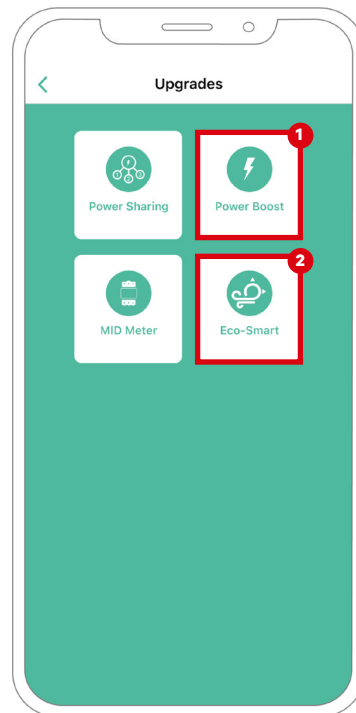 Upgrades
1
Power Sharing
Power Boost
2
MID Meter
Eco-Smart